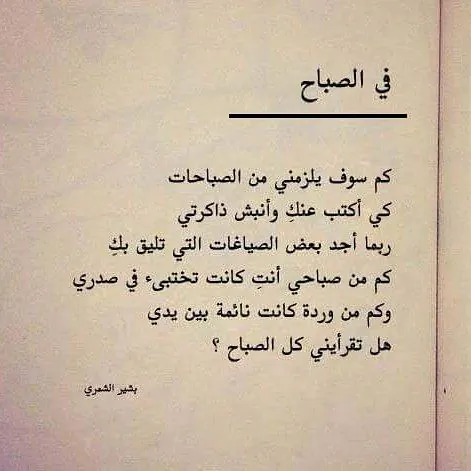 في الصباح
كم سوف يلزمني من الصباحات
كي أكتب عنكِ وأنبش ذاكرتي
ربما أجد بعض الصياغات التي تليق بكِ
كم من صباحي أنتِ كانت تختبىء في صدري
وكم من وردة كانت نائمة بين يدي
هل تقرأيني كل الصباح ؟
بشير الشمري